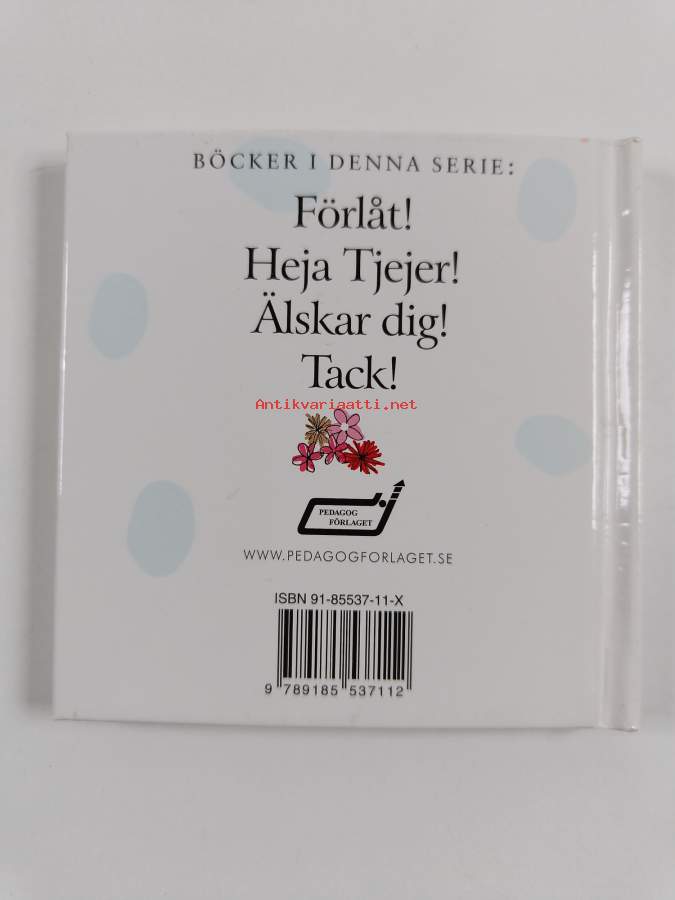 BÖCKER I DENNA SERIE:
Förlåt!
Heja Tjejer!
Älskar dig!
Tack!
Antikvariaatti.net
PEDAGOG
FÖRLAGET
WWW.PEDAGOGFORLAGET.SE
ISBN 91-85537-11-X
9 789185 537112